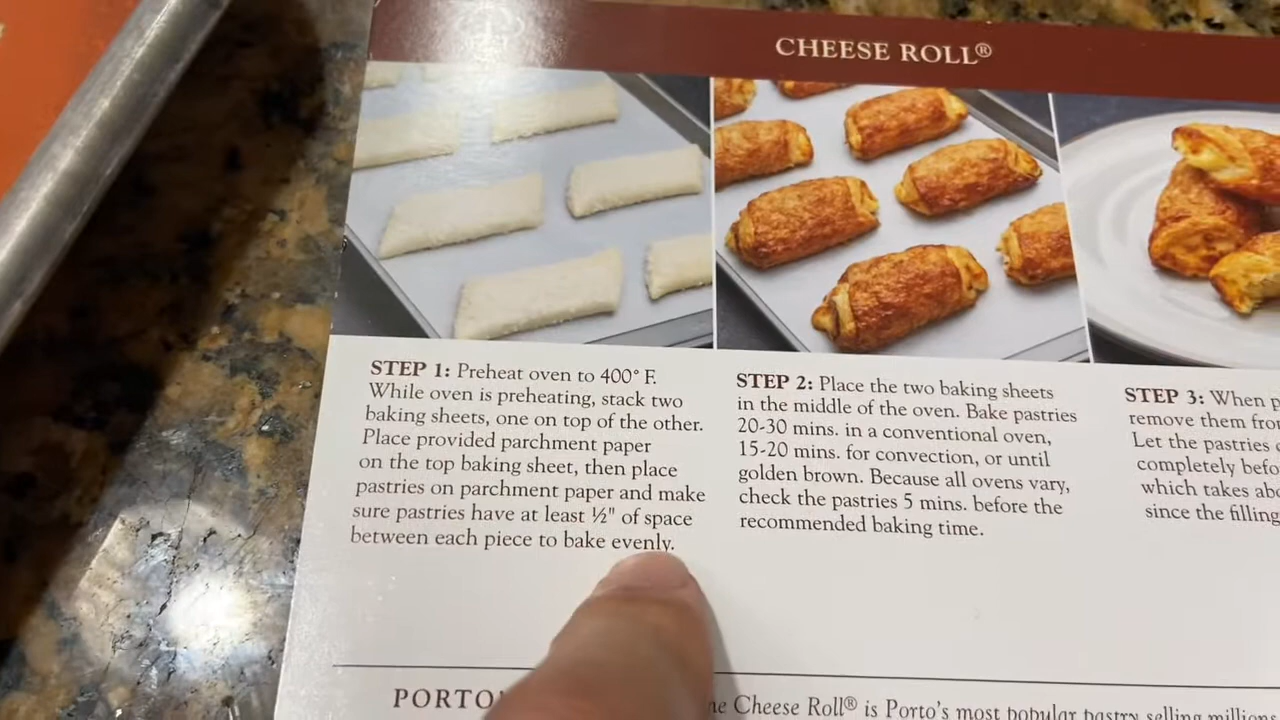 CHEESE ROLL®
STEP 1: Preheat oven to 400° F.
While oven is preheating, stack two
baking sheets, one on top of the other.
Place provided parchment paper
on the top baking sheet, then place
pastries on parchment paper and make
sure pastries have at least ½" of space
between each piece to bake evenly.
STEP 2: Place the two baking sheets
in the middle of the oven. Bake pastries
20-30 mins. in a conventional oven,
15-20 mins. for convection, or until
golden brown. Because all ovens vary,
check the pastries 5 mins. before the
recommended baking time.
STEP 3: When
remove them
Let the pastries
completely
which takes
since the filling
PORTO'
Cheese Roll® is Porto's most popular pastry selling millions